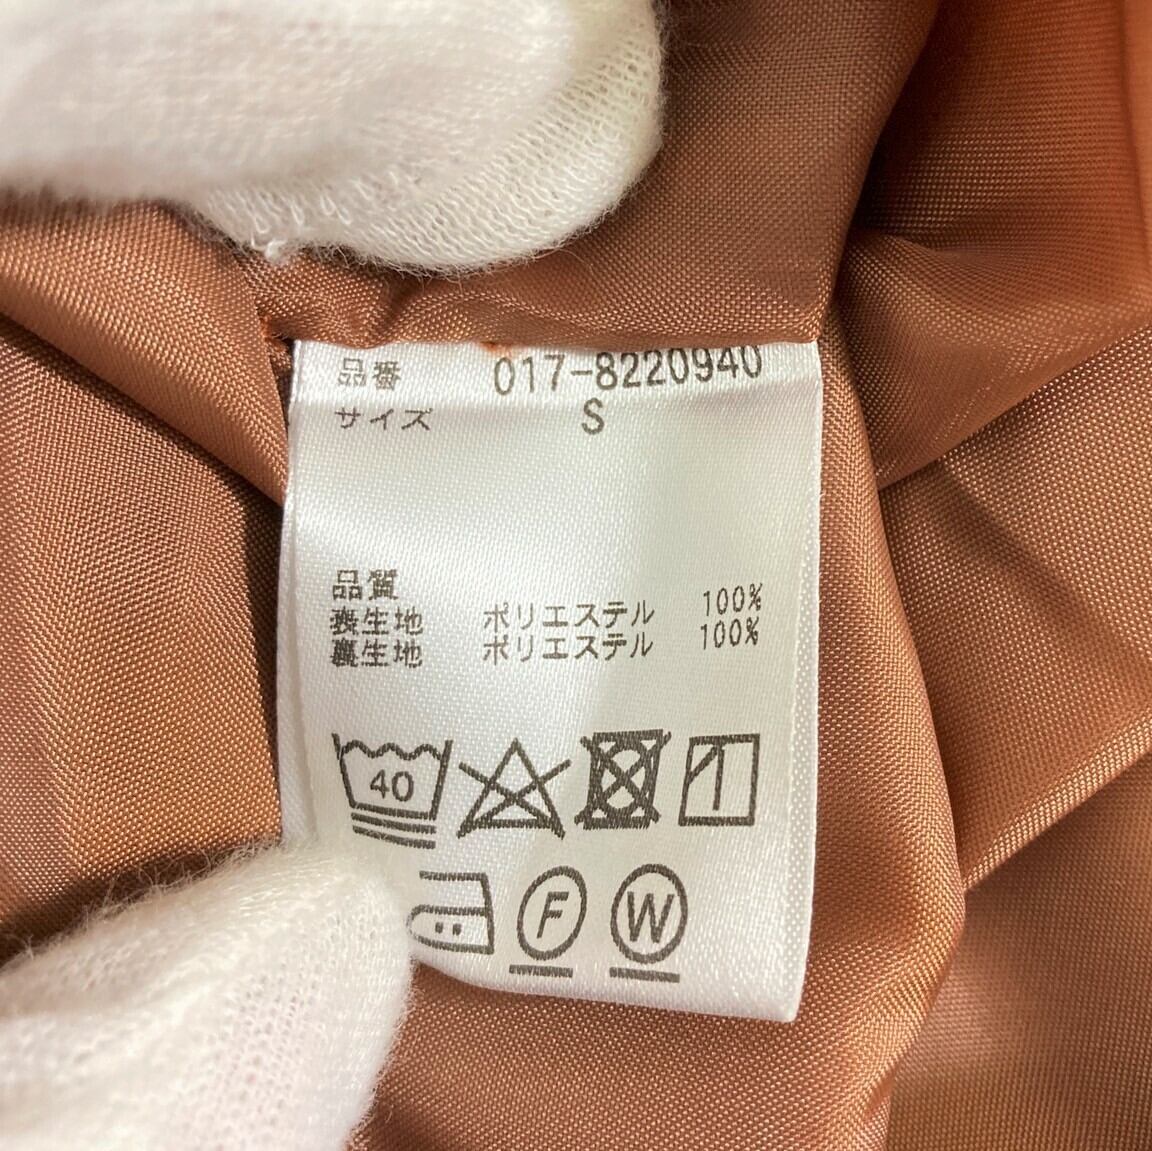 品番 017-8220940
サイズ S
品質
表生地 ポリエステル 100%
裏生地 ポリエステル 100%
40
F W